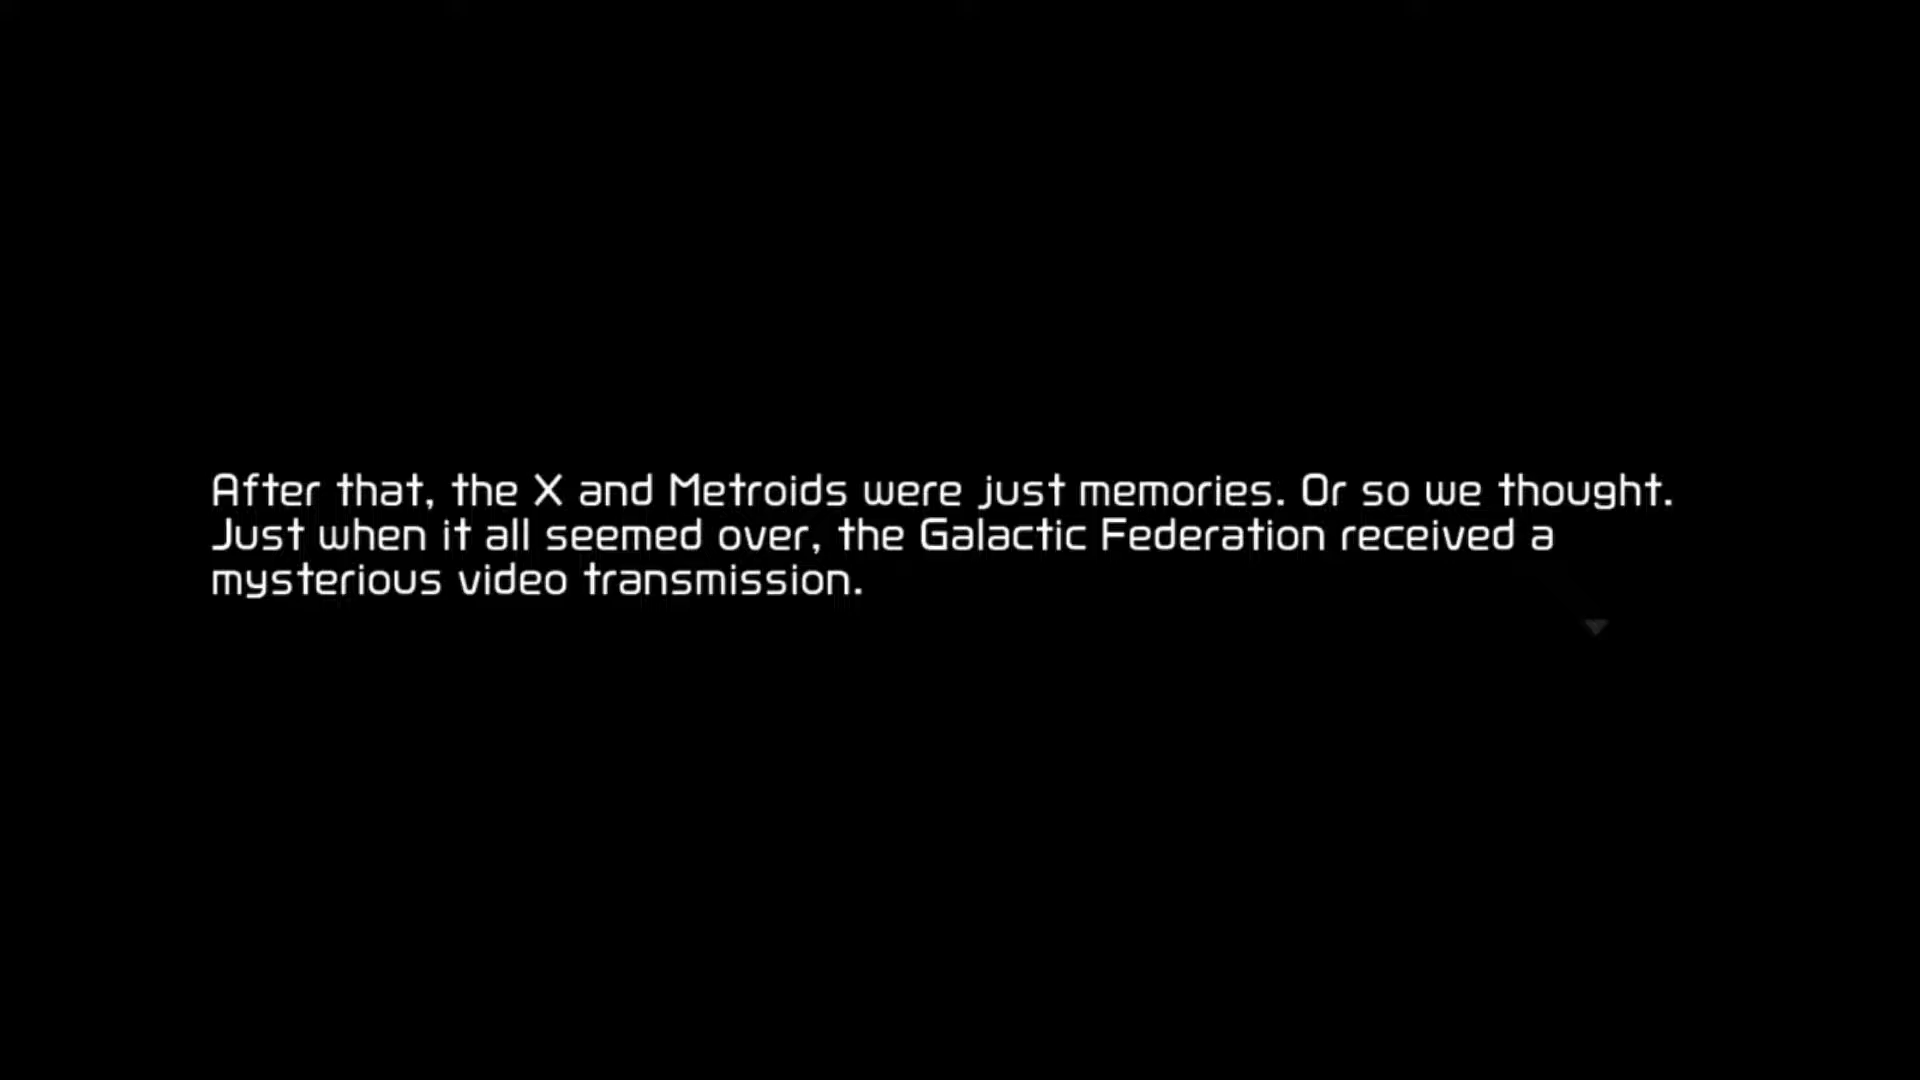 After that, the X and Metroids were just memories. Or so we thought.
Just when it all seemed over, the Galactic Federation received a
mysterious video transmission.